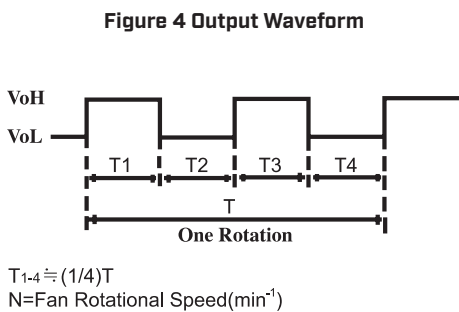 Figure 4 Output Waveform
VoH
VoL
T1 T2 T3 T4
T
One Rotation
T1-4≒(1/4)T
N=Fan Rotational Speed(min⁻¹)